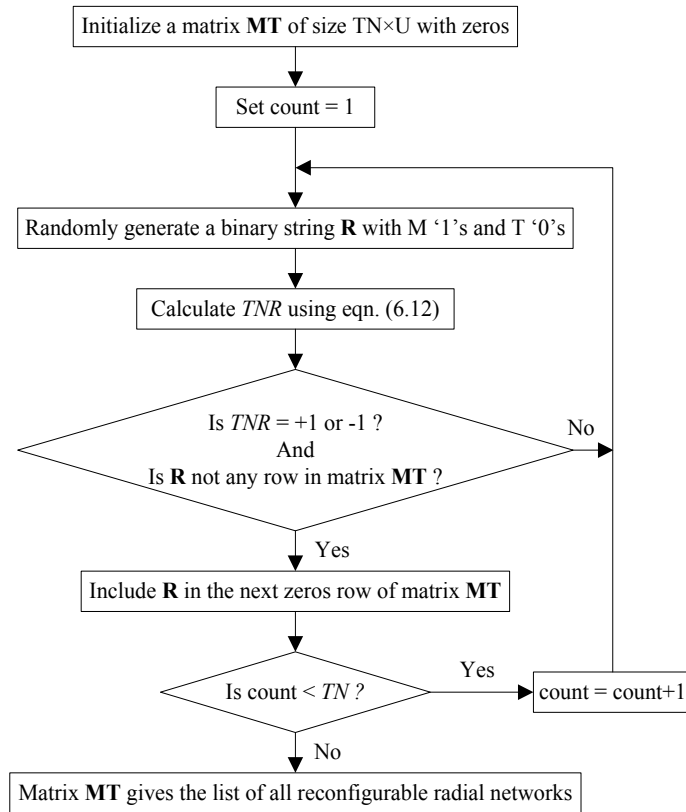 Initialize a matrix MT of size TN×U with zeros
Set count = 1
Randomly generate a binary string R with M ‘1’s and T ‘0’s
Calculate TNR using eqn. (6.12)
Is TNR = +1 or -1 ?
And
Is R not any row in matrix MT ?
No
Yes
Include R in the next zeros row of matrix MT
Is count < TN ?
Yes
count = count+1
No
Matrix MT gives the list of all reconfigurable radial networks